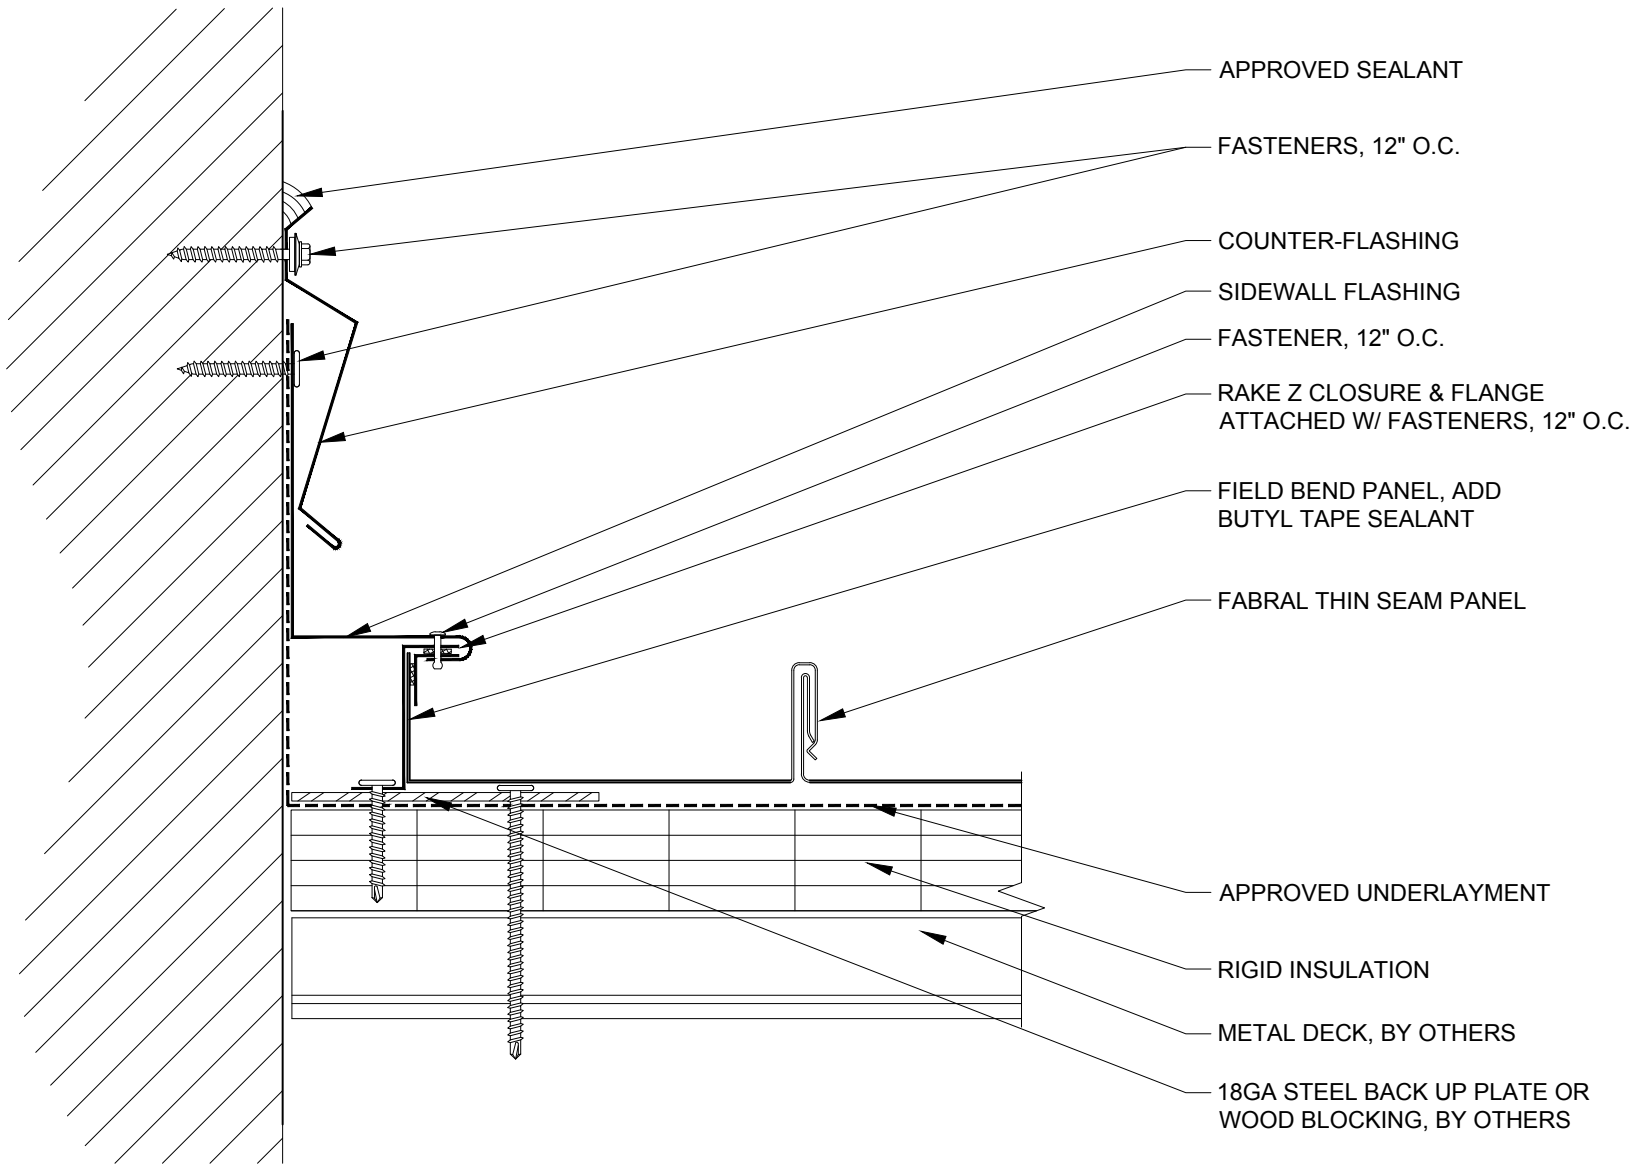 APPROVED SEALANT
FASTENERS, 12" O.C.
COUNTER-FLASHING
SIDEWALL FLASHING
FASTENER, 12" O.C.
RAKE Z CLOSURE & FLANGE
ATTACHED W/ FASTENERS, 12" O.C.
FIELD BEND PANEL, ADD
BUTYL TAPE SEALANT
FABRAL THIN SEAM PANEL
APPROVED UNDERLAYMENT
RIGID INSULATION
METAL DECK, BY OTHERS
18GA STEEL BACK UP PLATE OR
WOOD BLOCKING, BY OTHERS